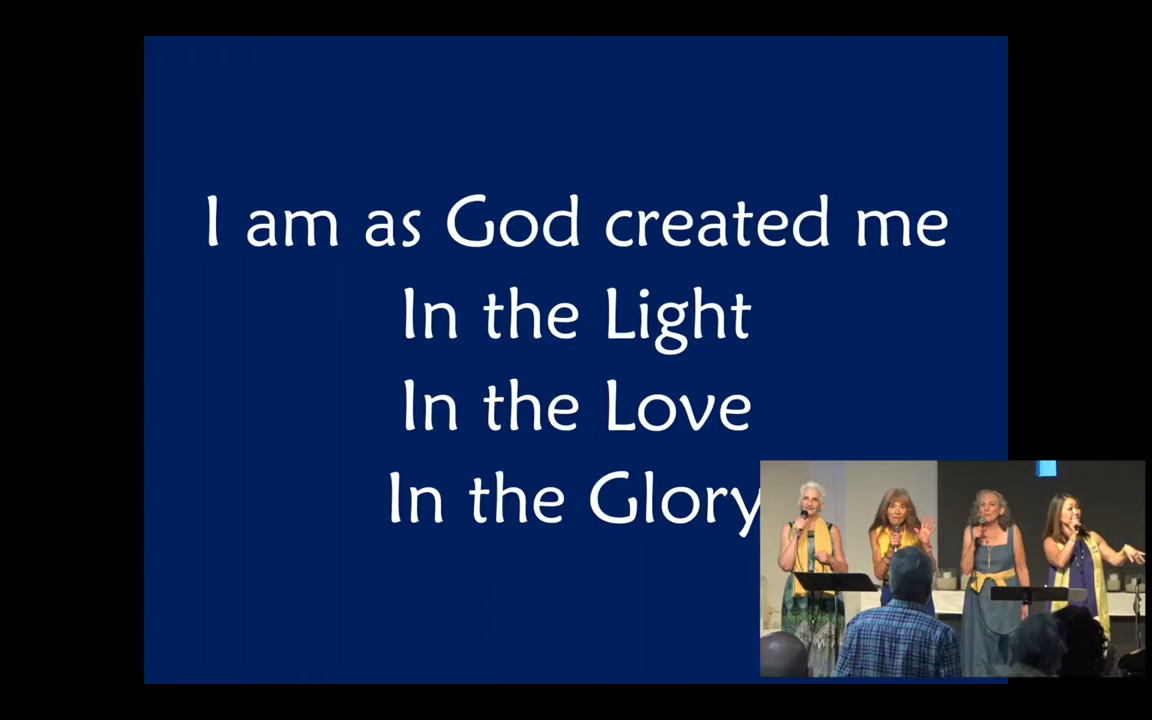 I am as God created me
In the Light
In the Love
In the Glory